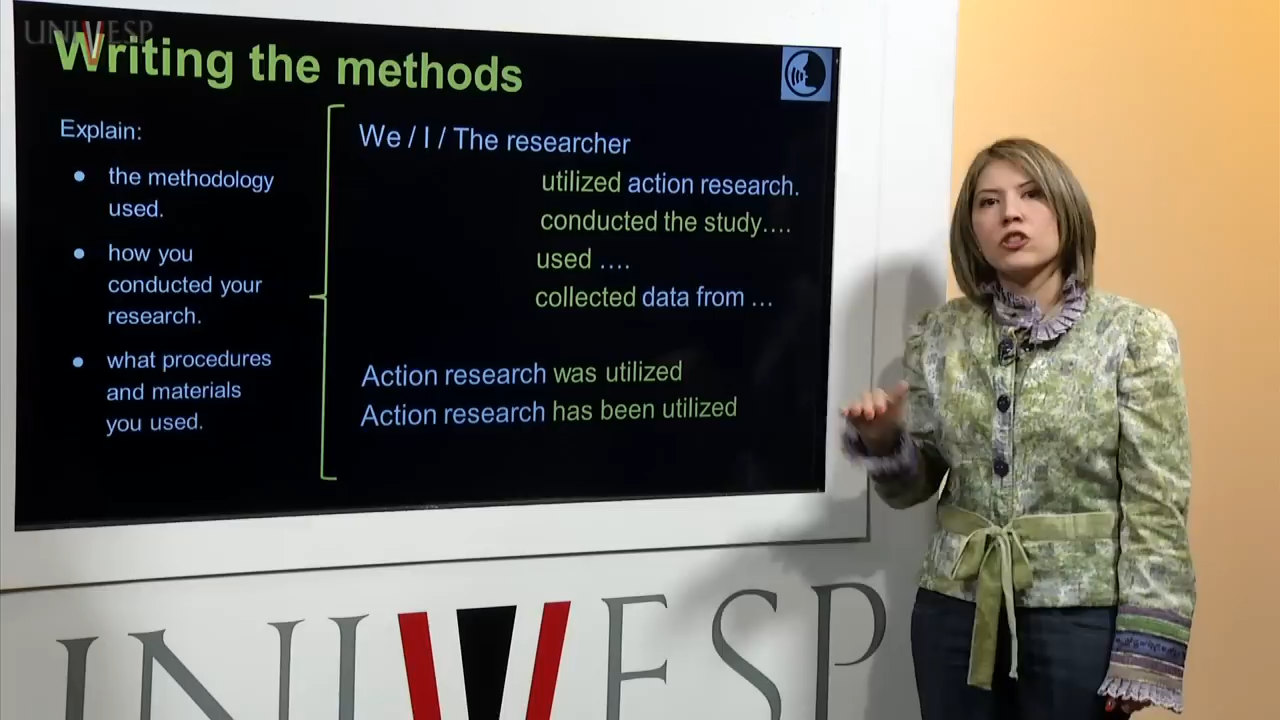 UNIVESP
Writing the methods
Explain:
• the methodology
used.
• how you
conducted your
research.
• what procedures
and materials
you used.
We / I / The researcher
utilized action research.
conducted the study….
used ….
collected data from …
Action research was utilized
Action research has been utilized
UNIVESP